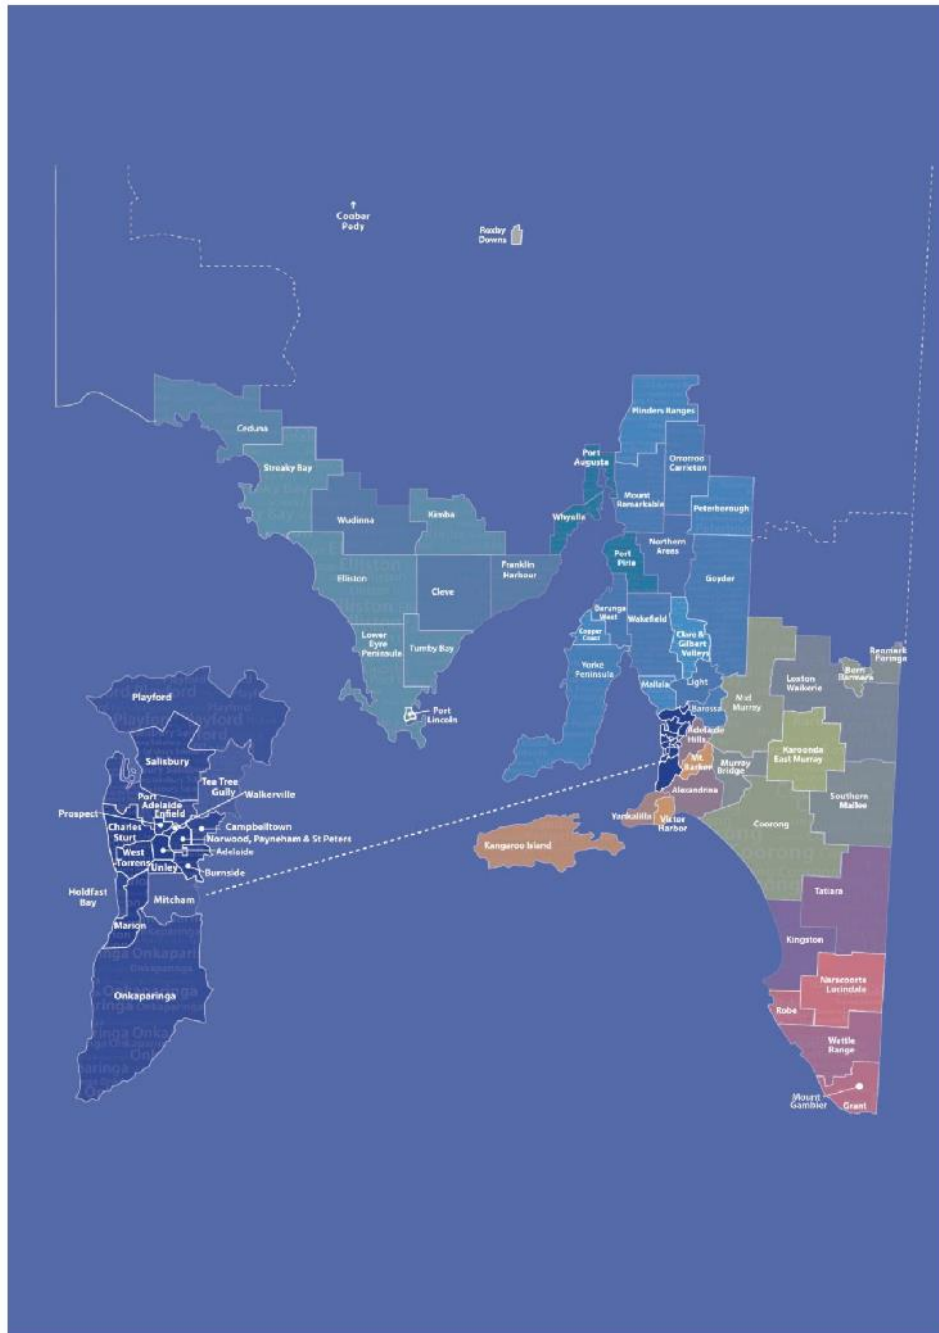 Coober
Pedy
Roxby
Downs
Flinders Ranges
Ceduna
Port
Augusta
Orroroo
Carrieton
Streaky Bay
Mount
Remarkable
Peterborough
Wudinna
Kimba
Whyalla
Northern
Areas
Port
Pirie
Franklin
Harbour
Elliston
Cleve
Goyder
Barunga
West
Wakefield
Copper
Coast
Clare &
Gilbert
Valleys
Lower
Eyre
Peninsula
Tumby Bay
Renmark
Paringa
Berri
Barmera
Yorke
Peninsula
Mallala
Light
Loxton
Waikerie
Mid
Murray
Port
Lincoln
Barossa
Playford
Adelaide
Hills
Karoonda
East Murray
Salisbury
Mt.
Barker
Murray
Bridge
Tea Tree
Gully
Walkerville
Alexandrina
Southern
Mallee
Port
Adelaide
Enfield
Prospect
Yankalilla
Victor
Harbor
Coorong
Campbelltown
Charles
Sturt
Norwood, Payneham & St Peters
Kangaroo Island
West
Torrens
Adelaide
Unley
Burnside
Holdfast
Bay
Mitcham
Tatiara
Marion
Kingston
Naracoorte
Lucindale
Onkaparinga
Robe
Wattle
Range
Mount
Gambier
Grant